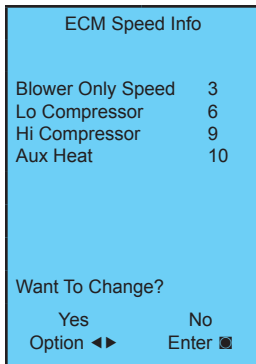 ECM Speed Info
Blower Only Speed 3
Lo Compressor 6
Hi Compressor 9
Aux Heat 10
Want To Change?
Yes No
Option ◀▶ Enter ◙